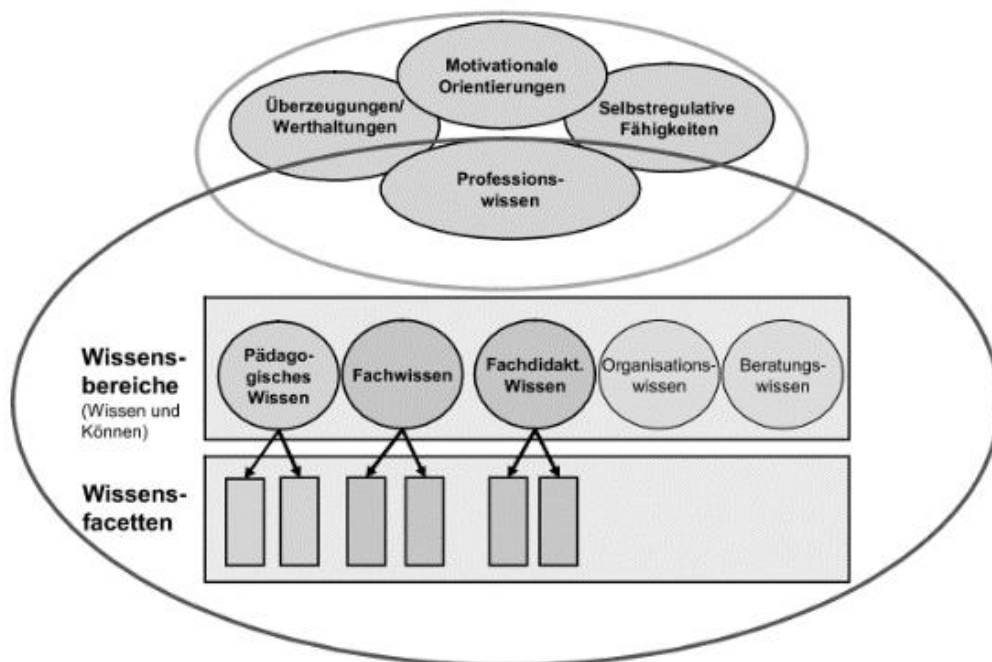 Motivationale
Orientierungen
Überzeugungen/
Werthaltungen
Selbstregulative
Fähigkeiten
Professions-
wissen
Wissens-
bereiche
(Wissen und
Können)
Pädago-
gisches
Wissen
Fachwissen
Fachdidakt.
Wissen
Organisations-
wissen
Beratungs-
wissen
Wissens-
facetten